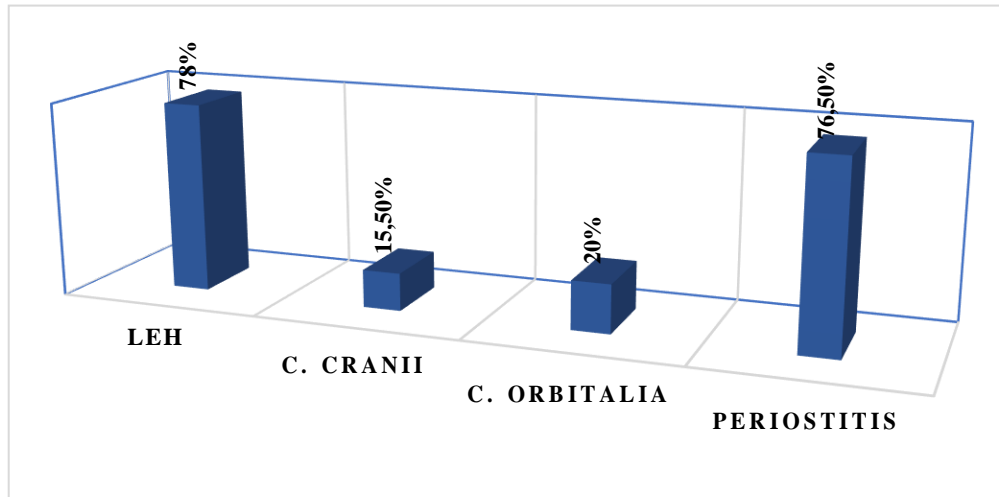 78%
15,50%
20%
76,50%
LEH
C. CRANII
C. ORBITALIA
PERIOSTITIS